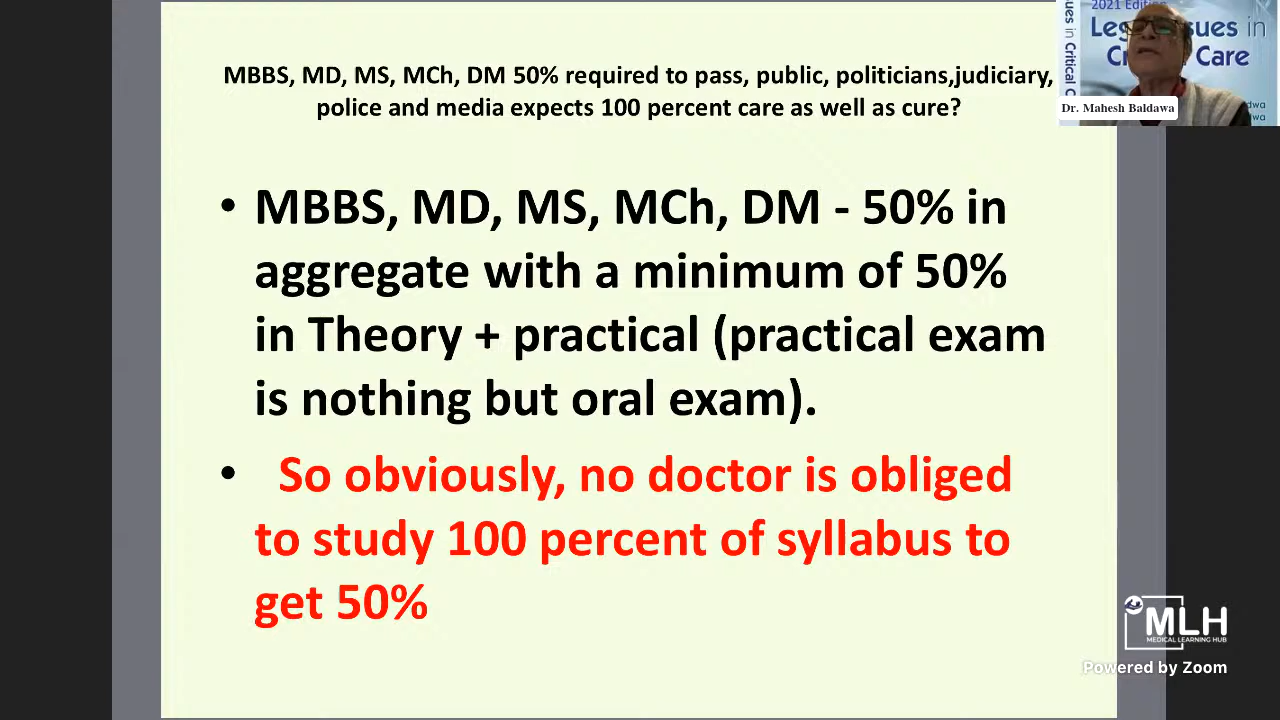 MBBS, MD, MS, MCh, DM 50% required to pass, public, politicians,judiciary,
police and media expects 100 percent care as well as cure?
• MBBS, MD, MS, MCh, DM - 50% in
aggregate with a minimum of 50%
in Theory + practical (practical exam
is nothing but oral exam).
• So obviously, no doctor is obliged
to study 100 percent of syllabus to
get 50%
2021 Edition
in
Care
Dr. Mahesh Baldawa
MLH
MEDICAL LEARNING HUB
Powered by Zoom